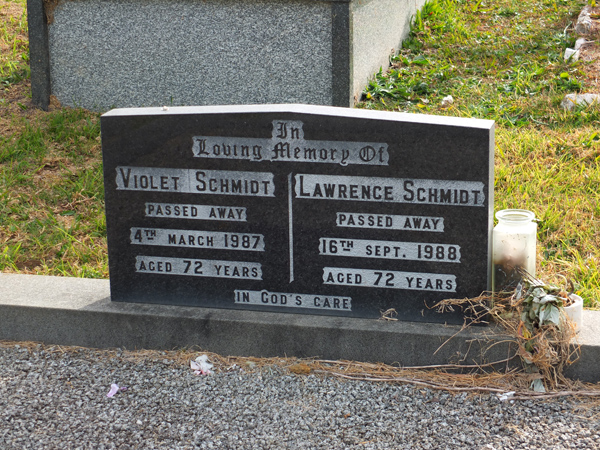 In
Loving Memory Of
VIOLET SCHMIDT
PASSED AWAY
4TH MARCH 1987
AGED 72 YEARS
LAWRENCE SCHMIDT
PASSED AWAY
16TH SEPT. 1988
AGED 72 YEARS
IN GOD'S CARE